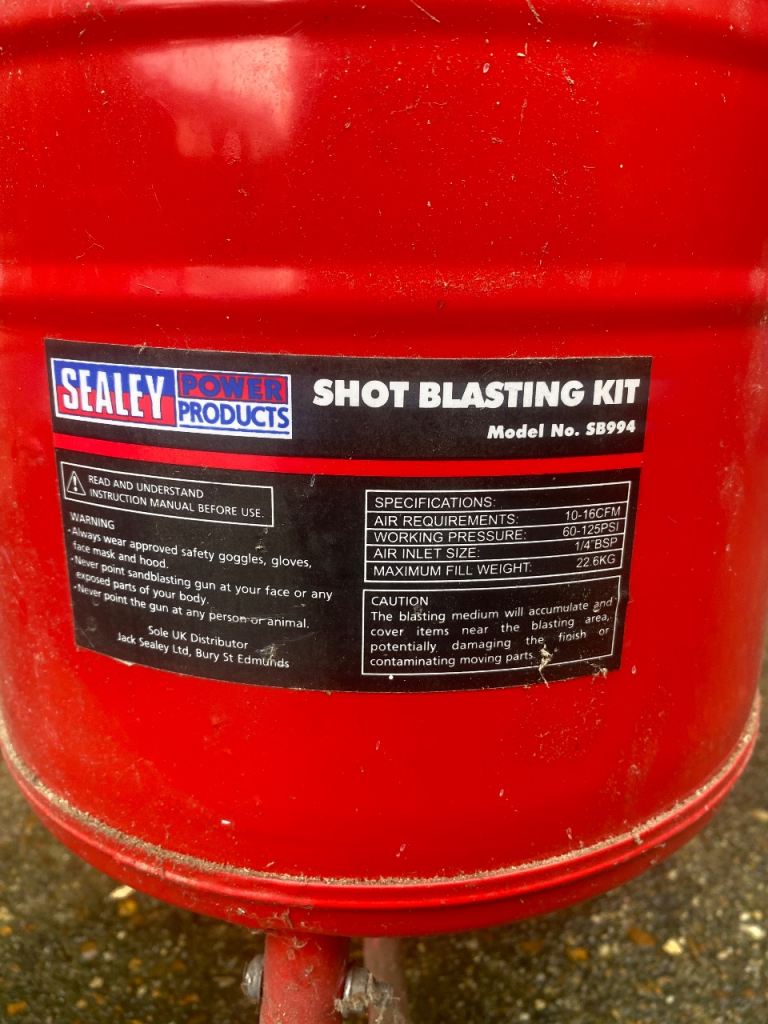 SEALEY POWER PRODUCTS
SHOT BLASTING KIT
Model No. SB994
READ AND UNDERSTAND
INSTRUCTION MANUAL BEFORE USE.
WARNING
-Always wear approved safety goggles, gloves,
face mask and hood.
-Never point sandblasting gun at your face or any
exposed parts of your body.
-Never point the gun at any person or animal.
Sole UK Distributor
Jack Sealey Ltd, Bury St Edmunds
SPECIFICATIONS:
AIR REQUIREMENTS: 10-16CFM
WORKING PRESSURE: 60-125PSI
AIR INLET SIZE: 1/4"BSP
MAXIMUM FILL WEIGHT: 22.6KG
CAUTION
The blasting medium will accumulate and
cover items near the blasting area,
potentially damaging the finish or
contaminating moving parts